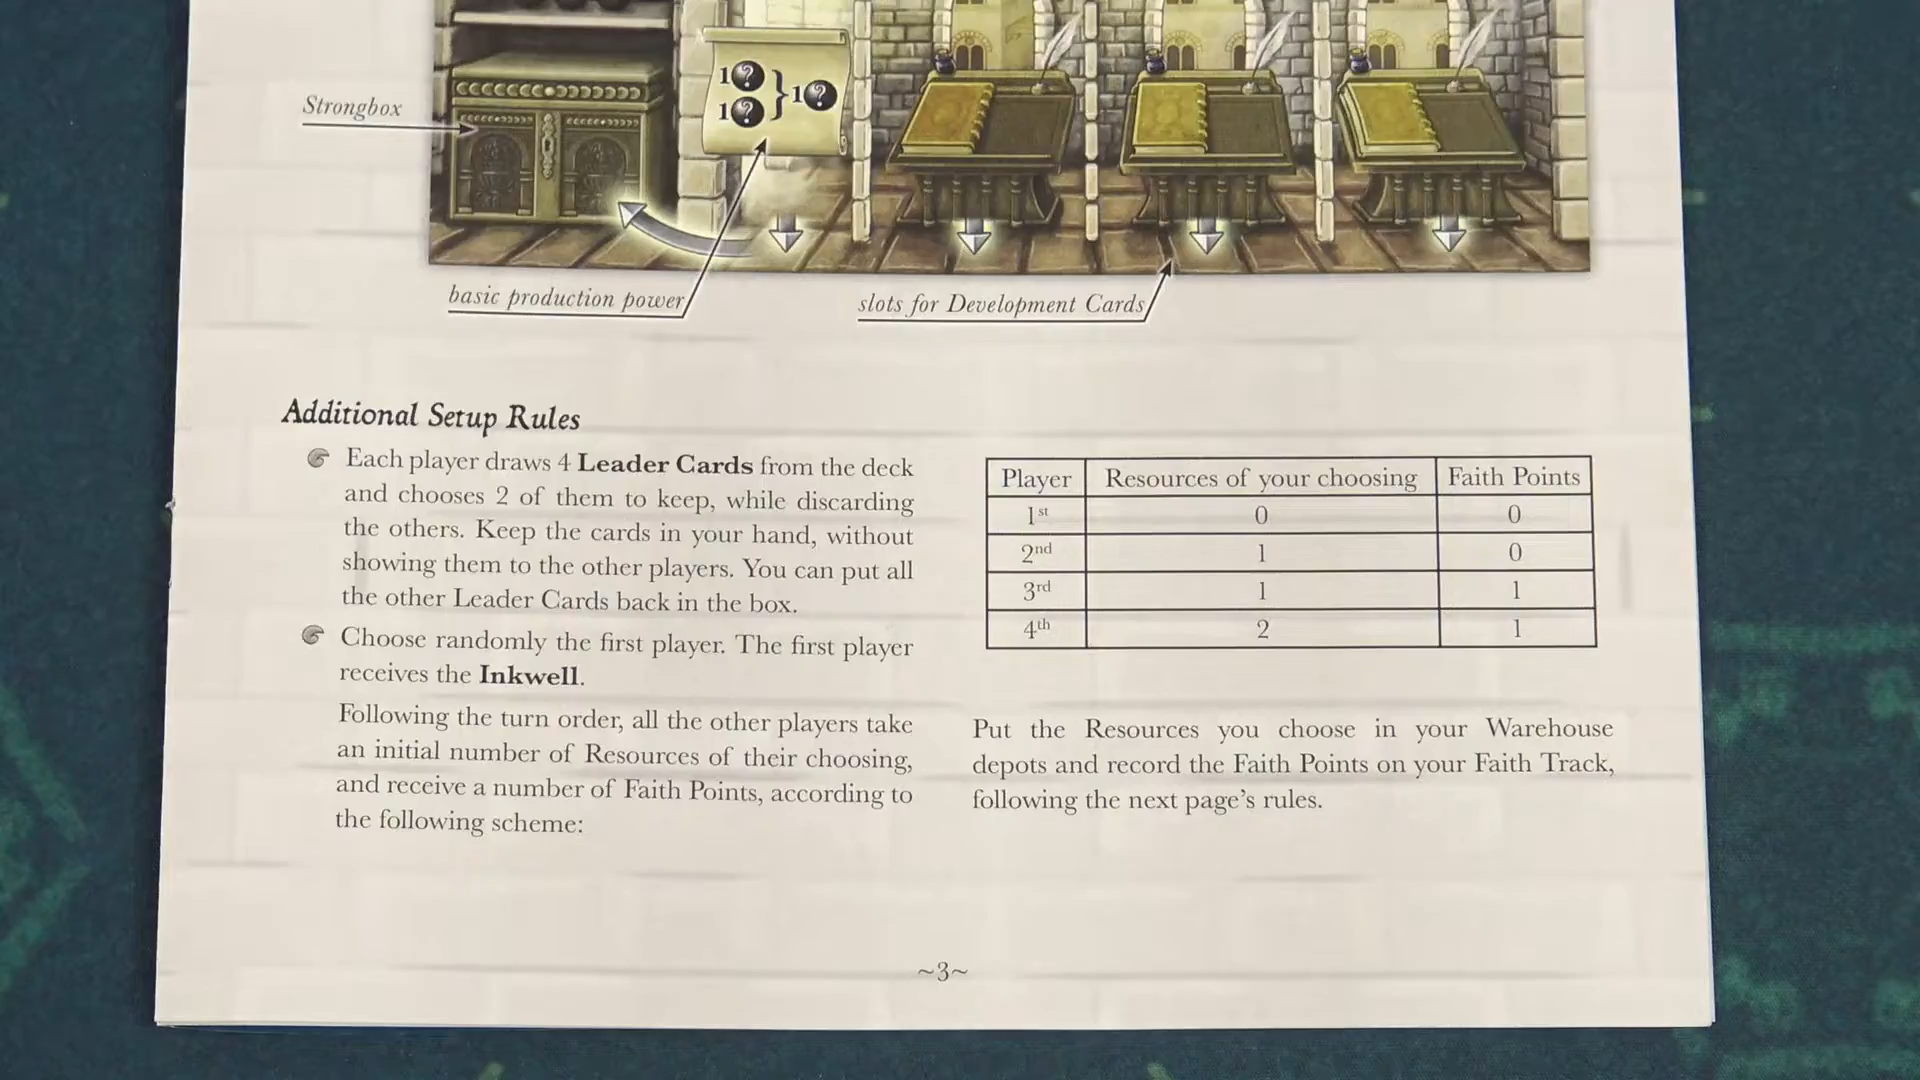 Strongbox
1? } 1?
1?
basic production power
slots for Development Cards
Additional Setup Rules
Each player draws 4 Leader Cards from the deck
and chooses 2 of them to keep, while discarding
the others. Keep the cards in your hand, without
showing them to the other players. You can put all
the other Leader Cards back in the box.
Choose randomly the first player. The first player
receives the Inkwell.
Following the turn order, all the other players take
an initial number of Resources of their choosing,
and receive a number of Faith Points, according to
the following scheme:
Player Resources of your choosing Faith Points
1st 0 0
2nd 1 0
3rd 1 1
4th 2 1
Put the Resources you choose in your Warehouse
depots and record the Faith Points on your Faith Track,
following the next page's rules.
~3~